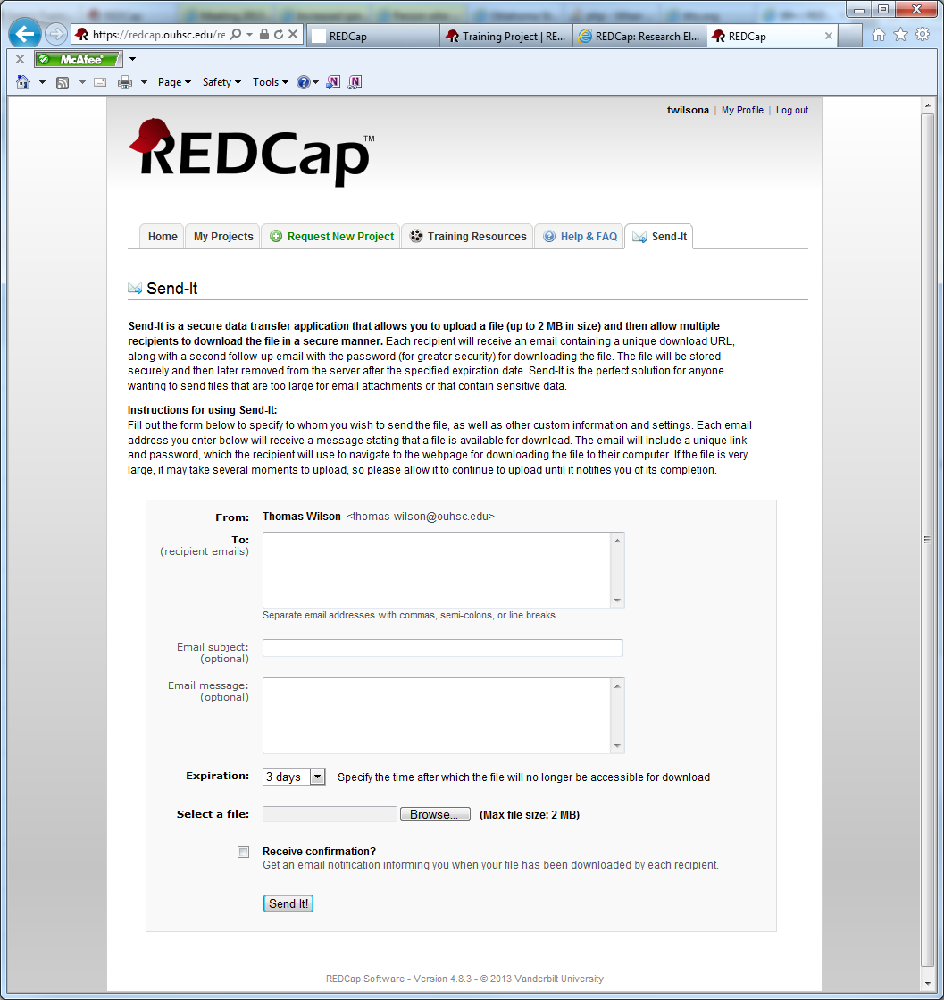 https://redcap.ouhsc.edu/re
REDCap
Training Project | RE...
REDCap: Research El...
REDCap
McAfee
Page
Safety
Tools
twilsona | My Profile | Log out
REDCap™
Home
My Projects
Request New Project
Training Resources
Help & FAQ
Send-It
Send-It
Send-It is a secure data transfer application that allows you to upload a file (up to 2 MB in size) and then allow multiple
recipients to download the file in a secure manner. Each recipient will receive an email containing a unique download URL,
along with a second follow-up email with the password (for greater security) for downloading the file. The file will be stored
securely and then later removed from the server after the specified expiration date. Send-It is the perfect solution for anyone
wanting to send files that are too large for email attachments or that contain sensitive data.
Instructions for using Send-It:
Fill out the form below to specify to whom you wish to send the file, as well as other custom information and settings. Each email
address you enter below will receive a message stating that a file is available for download. The email will include a unique link
and password, which the recipient will use to navigate to the webpage for downloading the file to their computer. If the file is very
large, it may take several moments to upload, so please allow it to continue to upload until it notifies you of its completion.
From: Thomas Wilson <thomas-wilson@ouhsc.edu>
To:
(recipient emails)
Separate email addresses with commas, semi-colons, or line breaks
Email subject:
(optional)
Email message:
(optional)
Expiration: 3 days Specify the time after which the file will no longer be accessible for download
Select a file: Browse... (Max file size: 2 MB)
Receive confirmation?
Get an email notification informing you when your file has been downloaded by each recipient.
Send It!
REDCap Software - Version 4.8.3 - © 2013 Vanderbilt University